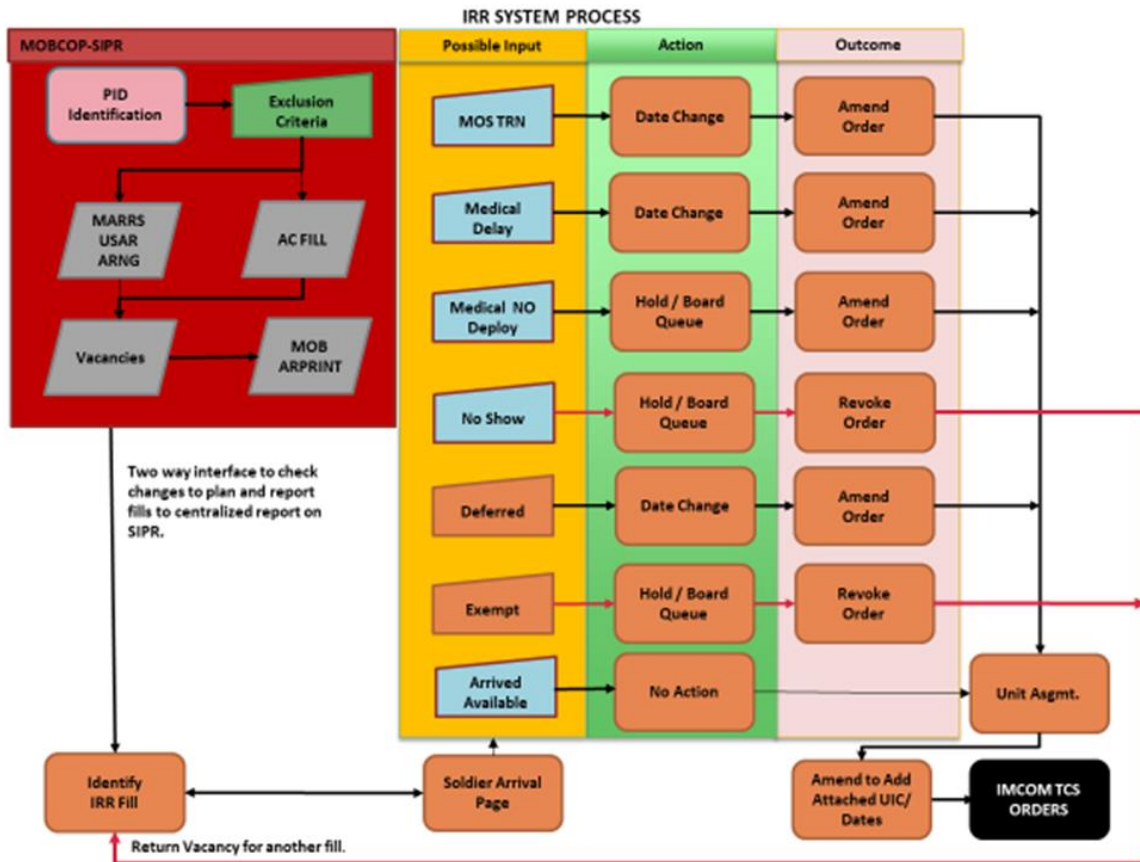 IRR SYSTEM PROCESS
MOBCOP-SIPR
PID
Identification
Exclusion
Criteria
MARRS
USAR
ARNG
AC FILL
Vacancies
MOB
ARPRINT
Two way interface to check
changes to plan and report
fills to centralized report on
SIPR.
Possible Input
Action
Outcome
MOS TRN
Date Change
Amend
Order
Medical
Delay
Date Change
Amend
Order
Medical NO
Deploy
Hold / Board
Queue
Amend
Order
No Show
Hold / Board
Queue
Revoke
Order
Deferred
Date Change
Amend
Order
Exempt
Hold / Board
Queue
Revoke
Order
Arrived
Available
No Action
Unit Asgmt.
Identify
IRR Fill
Soldier Arrival
Page
Amend to Add
Attached UIC/
Dates
IMCOM TCS
ORDERS
Return Vacancy for another fill.